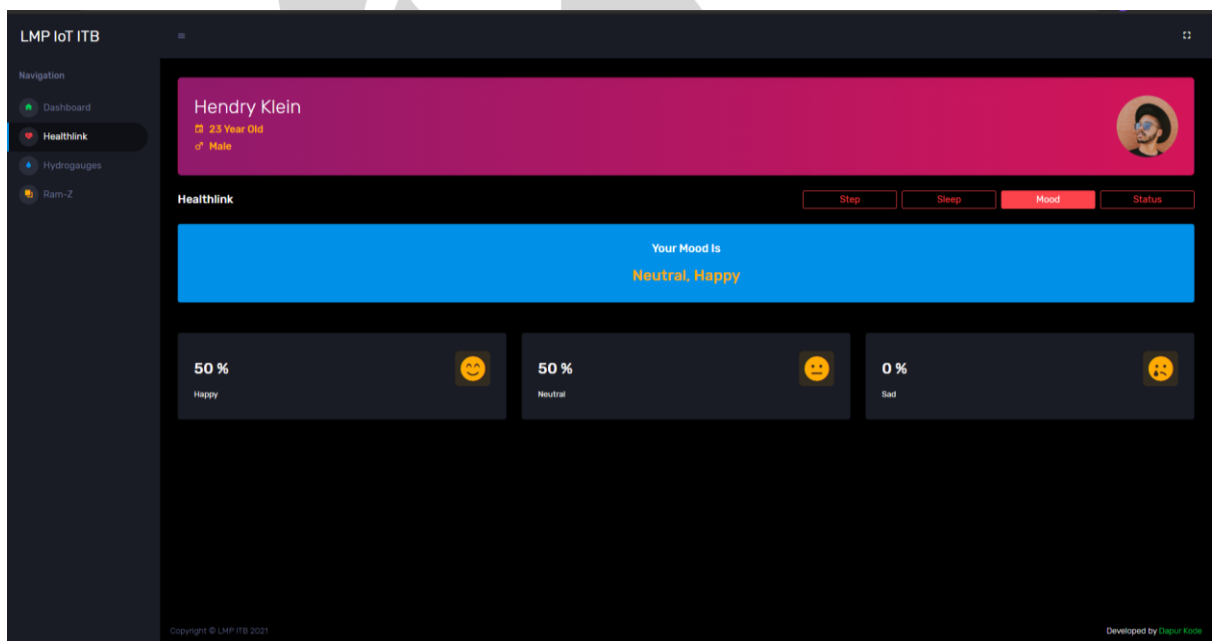 LMP IoT ITB
Navigation
Dashboard
Healthlink
Hydrogauges
Ram-Z
Hendry Klein
23 Year Old
Male
Healthlink
Step
Sleep
Mood
Status
Your Mood Is
Neutral, Happy
50 %
Happy
50 %
Neutral
0 %
Sad
Copyright © LMP ITB 2021
Developed by Dapur Kode